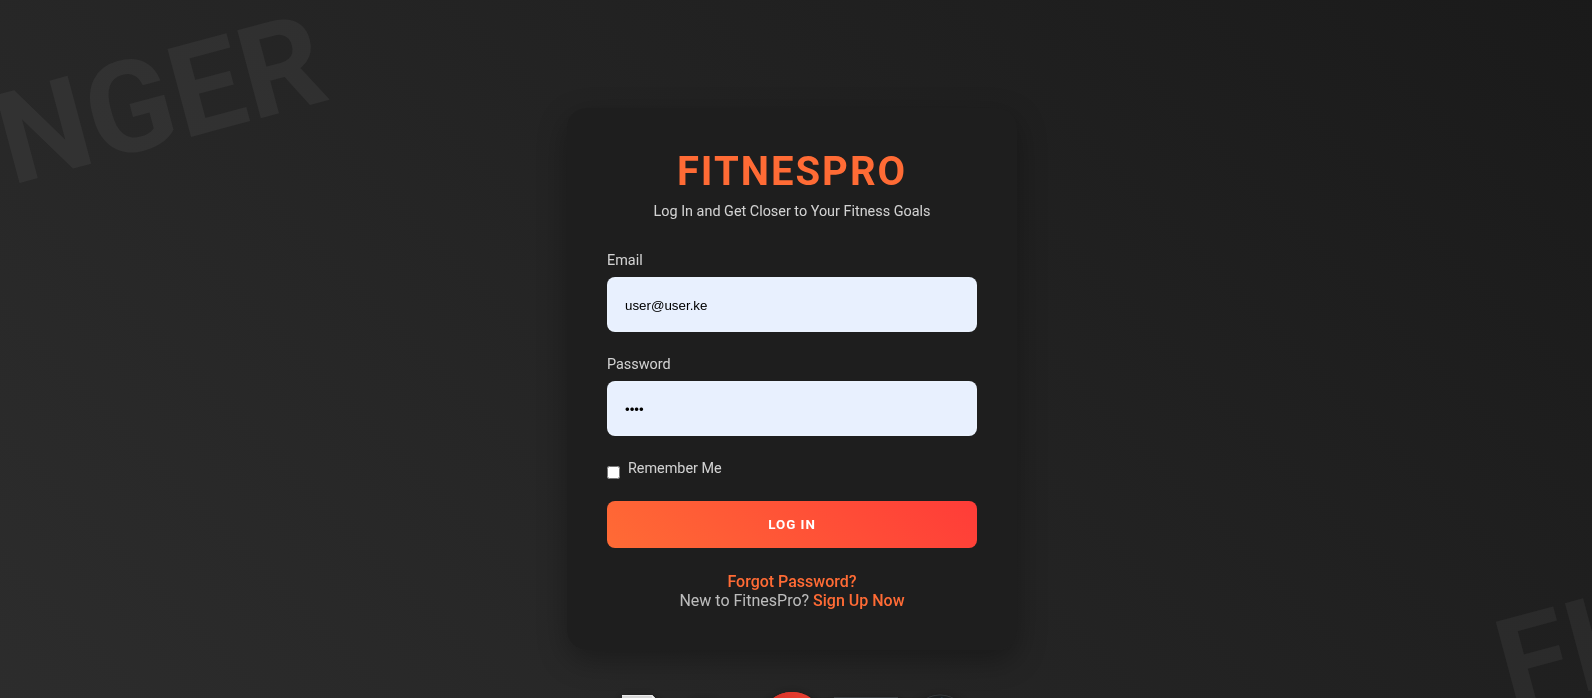 NGER
FITNESPRO
Log In and Get Closer to Your Fitness Goals
Email
user@user.ke
Password
••••
Remember Me
LOG IN
Forgot Password?
New to FitnesPro? Sign Up Now